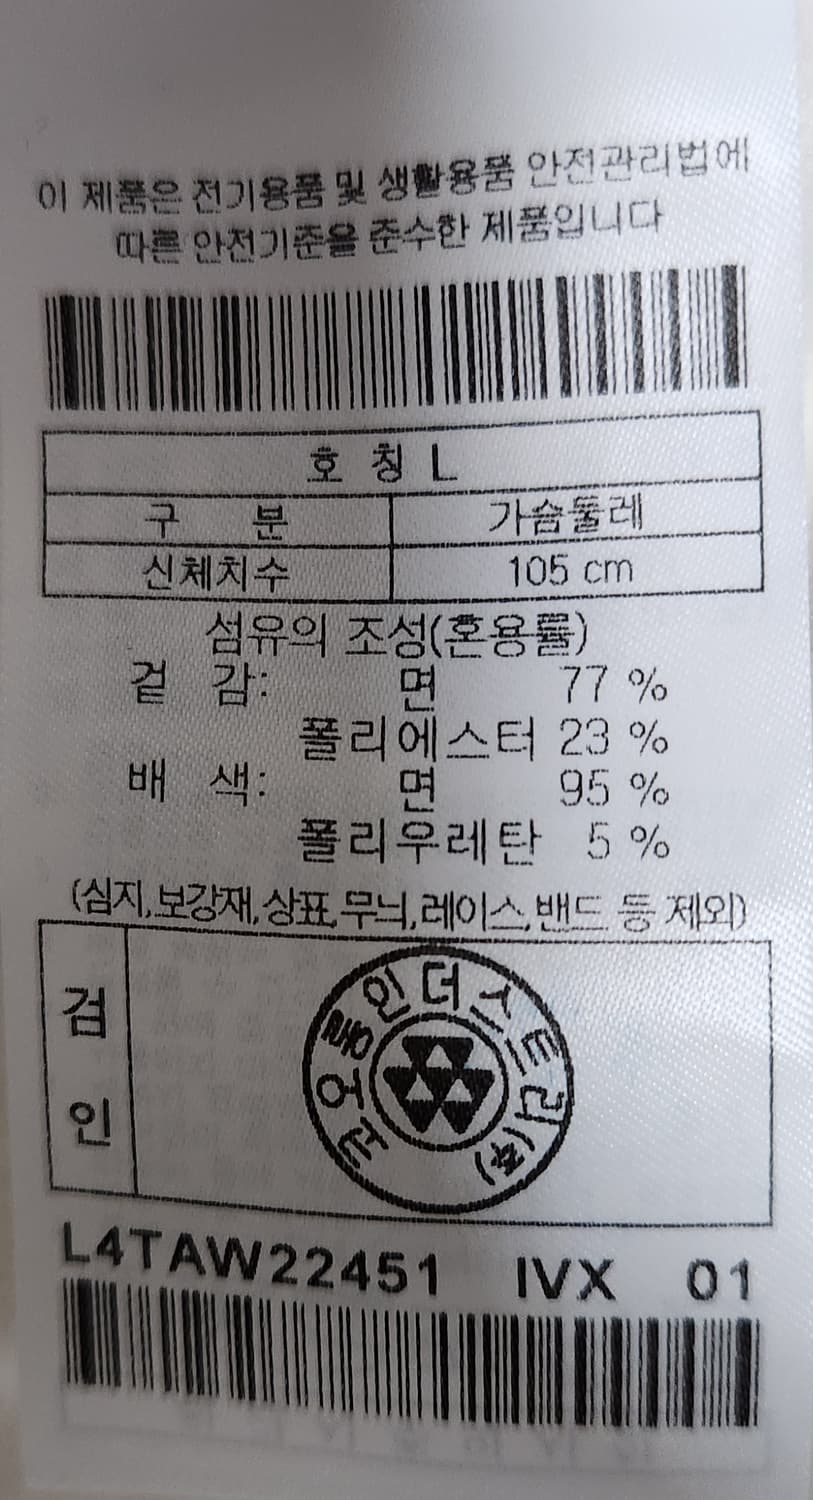 이 제품은 전기용품 및 생활용품 안전관리법에
따른 안전기준을 준수한 제품입니다
호 칭 L
구 분 가슴둘레
신체치수 105 cm
섬유의 조성(혼용률)
겉 감: 면 77 %
폴리에스터 23 %
배 색: 면 95 %
폴리우레탄 5 %
(심지,보강재,상표,무늬,레이스,밴드 등 제외)
검인
코오롱인더스트리(주)
L4TAW22451 IVX 01